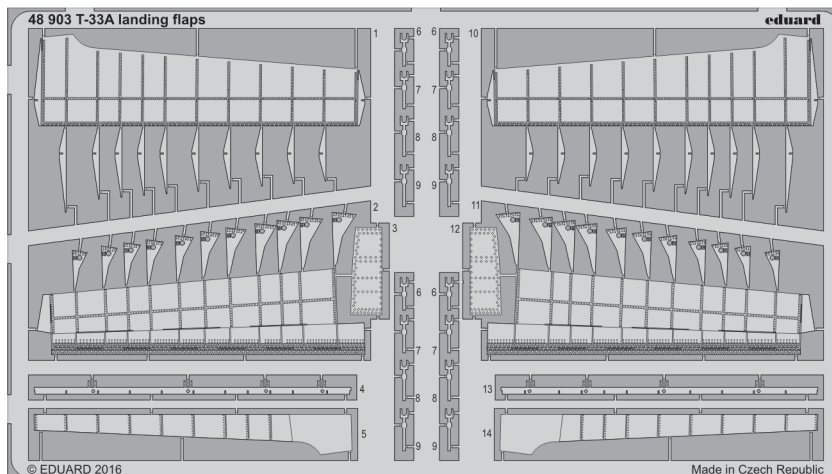 48 903 T-33A landing flaps
eduard
1 6 6 10
7 7
8 8
9 9
2 11
3 12
6 6
7 7
4 8 8 13
5 9 9 14
© EDUARD 2016
Made in Czech Republic